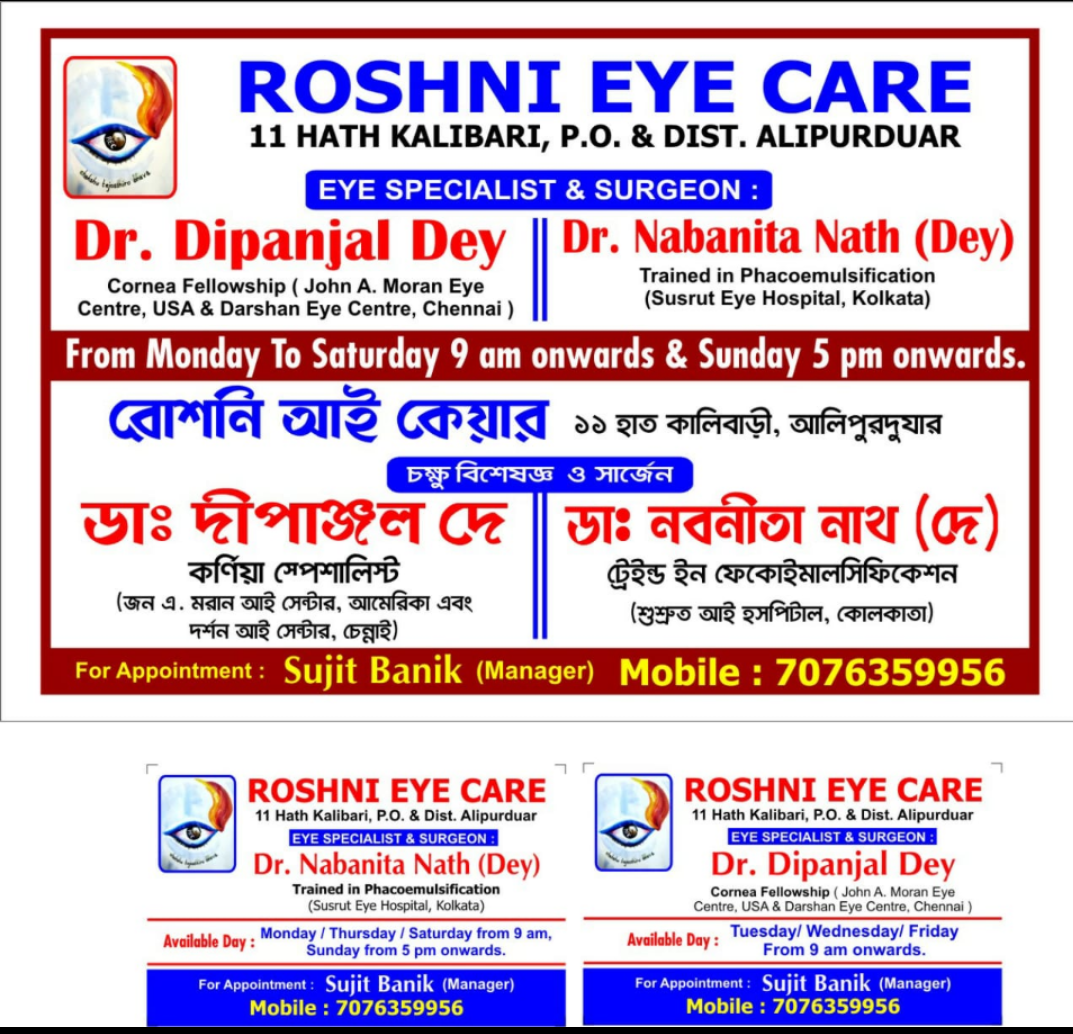 ROSHNI EYE CARE
11 HATH KALIBARI, P.O. & DIST. ALIPURDUAR
EYE SPECIALIST & SURGEON :
Dr. Dipanjal Dey
Cornea Fellowship ( John A. Moran Eye
Centre, USA & Darshan Eye Centre, Chennai )
Dr. Nabanita Nath (Dey)
Trained in Phacoemulsification
(Susrut Eye Hospital, Kolkata)
From Monday To Saturday 9 am onwards & Sunday 5 pm onwards.
রোশনি আই কেয়ার ১১ হাত কালিবাড়ী, আলিপুরদুয়ার
চক্ষু বিশেষজ্ঞ ও সার্জেন
ডাঃ দীপাঞ্জল দে
কর্ণিয়া স্পেশালিস্ট
(জন এ. মরান আই সেন্টার, আমেরিকা এবং
দর্শন আই সেন্টার, চেন্নাই)
ডাঃ নবনীতা নাথ (দে)
ট্রেইন্ড ইন ফেকোইমালসিফিকেশন
(শুশ্রুত আই হসপিটাল, কোলকাতা)
For Appointment : Sujit Banik (Manager) Mobile : 7076359956
ROSHNI EYE CARE
11 Hath Kalibari, P.O. & Dist. Alipurduar
EYE SPECIALIST & SURGEON :
Dr. Nabanita Nath (Dey)
Trained in Phacoemulsification
(Susrut Eye Hospital, Kolkata)
Available Day : Monday / Thursday / Saturday from 9 am,
Sunday from 5 pm onwards.
For Appointment : Sujit Banik (Manager)
Mobile : 7076359956
ROSHNI EYE CARE
11 Hath Kalibari, P.O. & Dist. Alipurduar
EYE SPECIALIST & SURGEON :
Dr. Dipanjal Dey
Cornea Fellowship ( John A. Moran Eye
Centre, USA & Darshan Eye Centre, Chennai )
Available Day : Tuesday/ Wednesday/ Friday
From 9 am onwards.
For Appointment : Sujit Banik (Manager)
Mobile : 7076359956